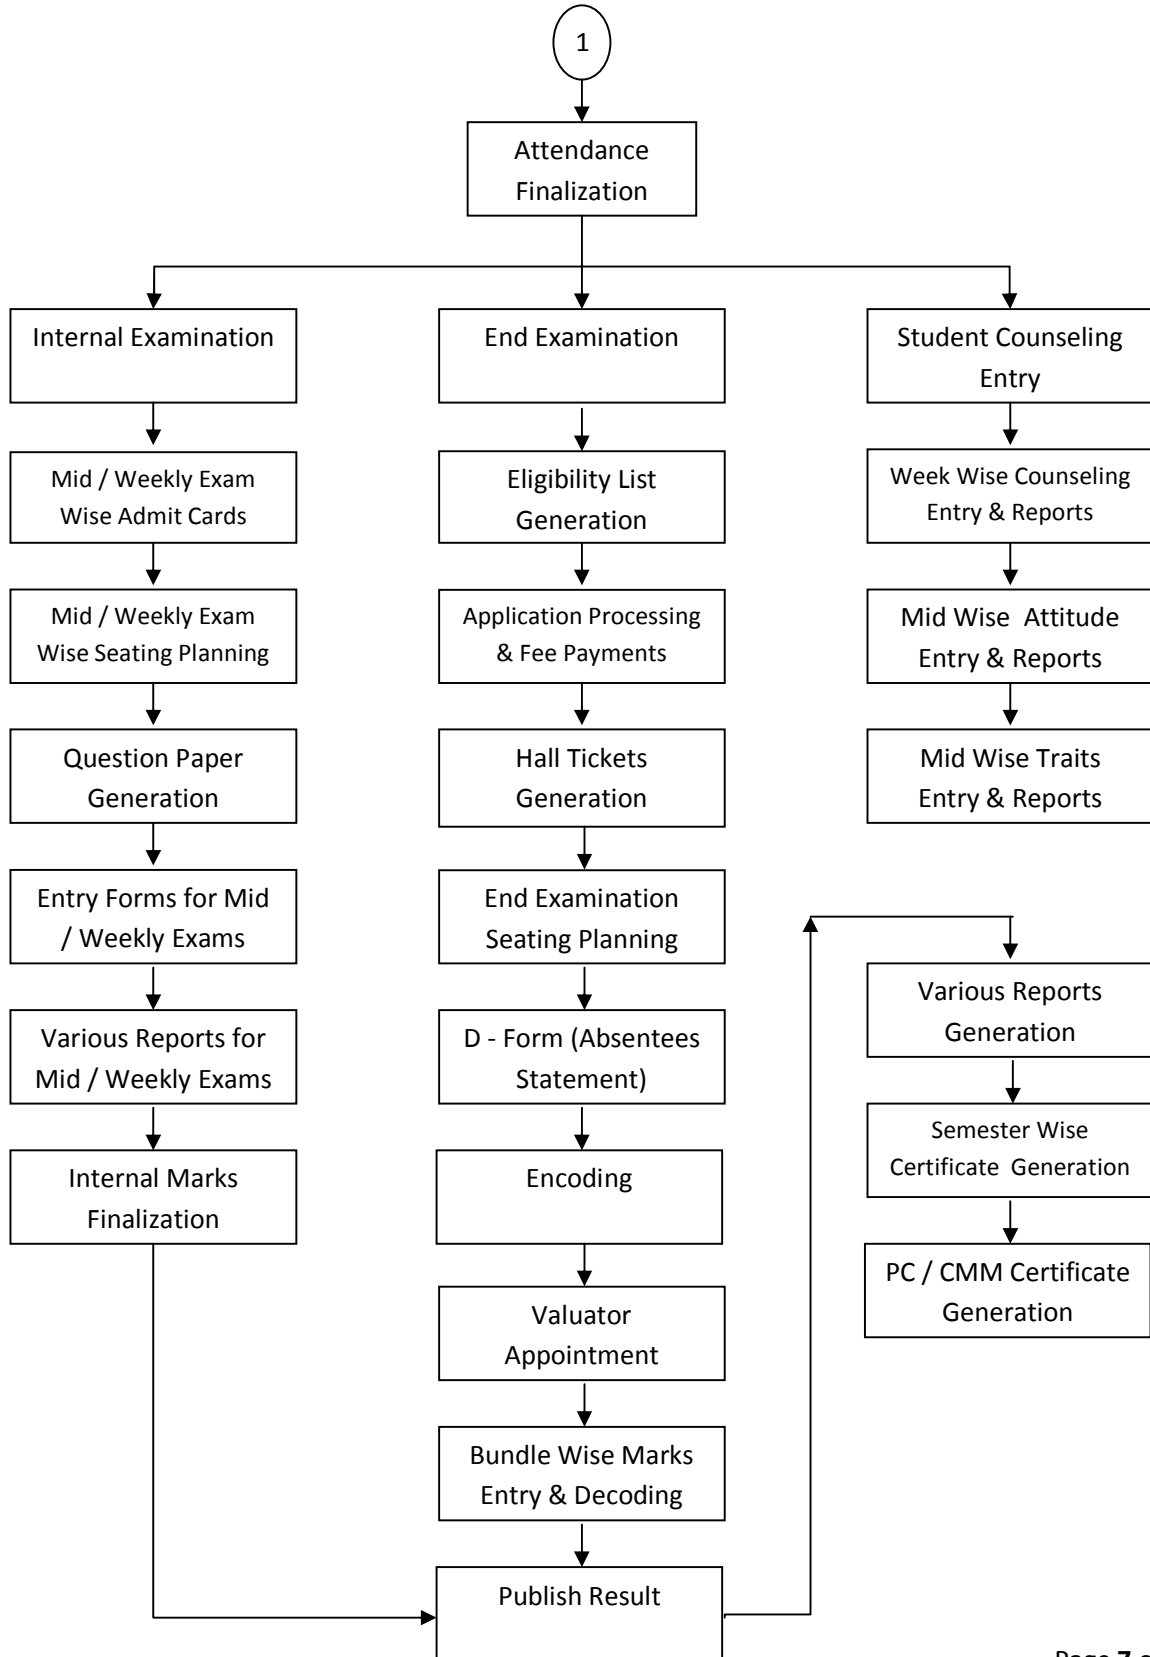 1
Attendance
Finalization
Internal Examination
End Examination
Student Counseling
Entry
Mid / Weekly Exam
Wise Admit Cards
Eligibility List
Generation
Week Wise Counseling
Entry & Reports
Mid / Weekly Exam
Wise Seating Planning
Application Processing
& Fee Payments
Mid Wise  Attitude
Entry & Reports
Question Paper
Generation
Hall Tickets
Generation
Mid Wise Traits
Entry & Reports
Entry Forms for Mid
/ Weekly Exams
End Examination
Seating Planning
Various Reports for
Mid / Weekly Exams
D - Form (Absentees
Statement)
Various Reports
Generation
Internal Marks
Finalization
Encoding
Semester Wise
Certificate  Generation
Valuator
Appointment
PC / CMM Certificate
Generation
Bundle Wise Marks
Entry & Decoding
Publish Result
Page 7